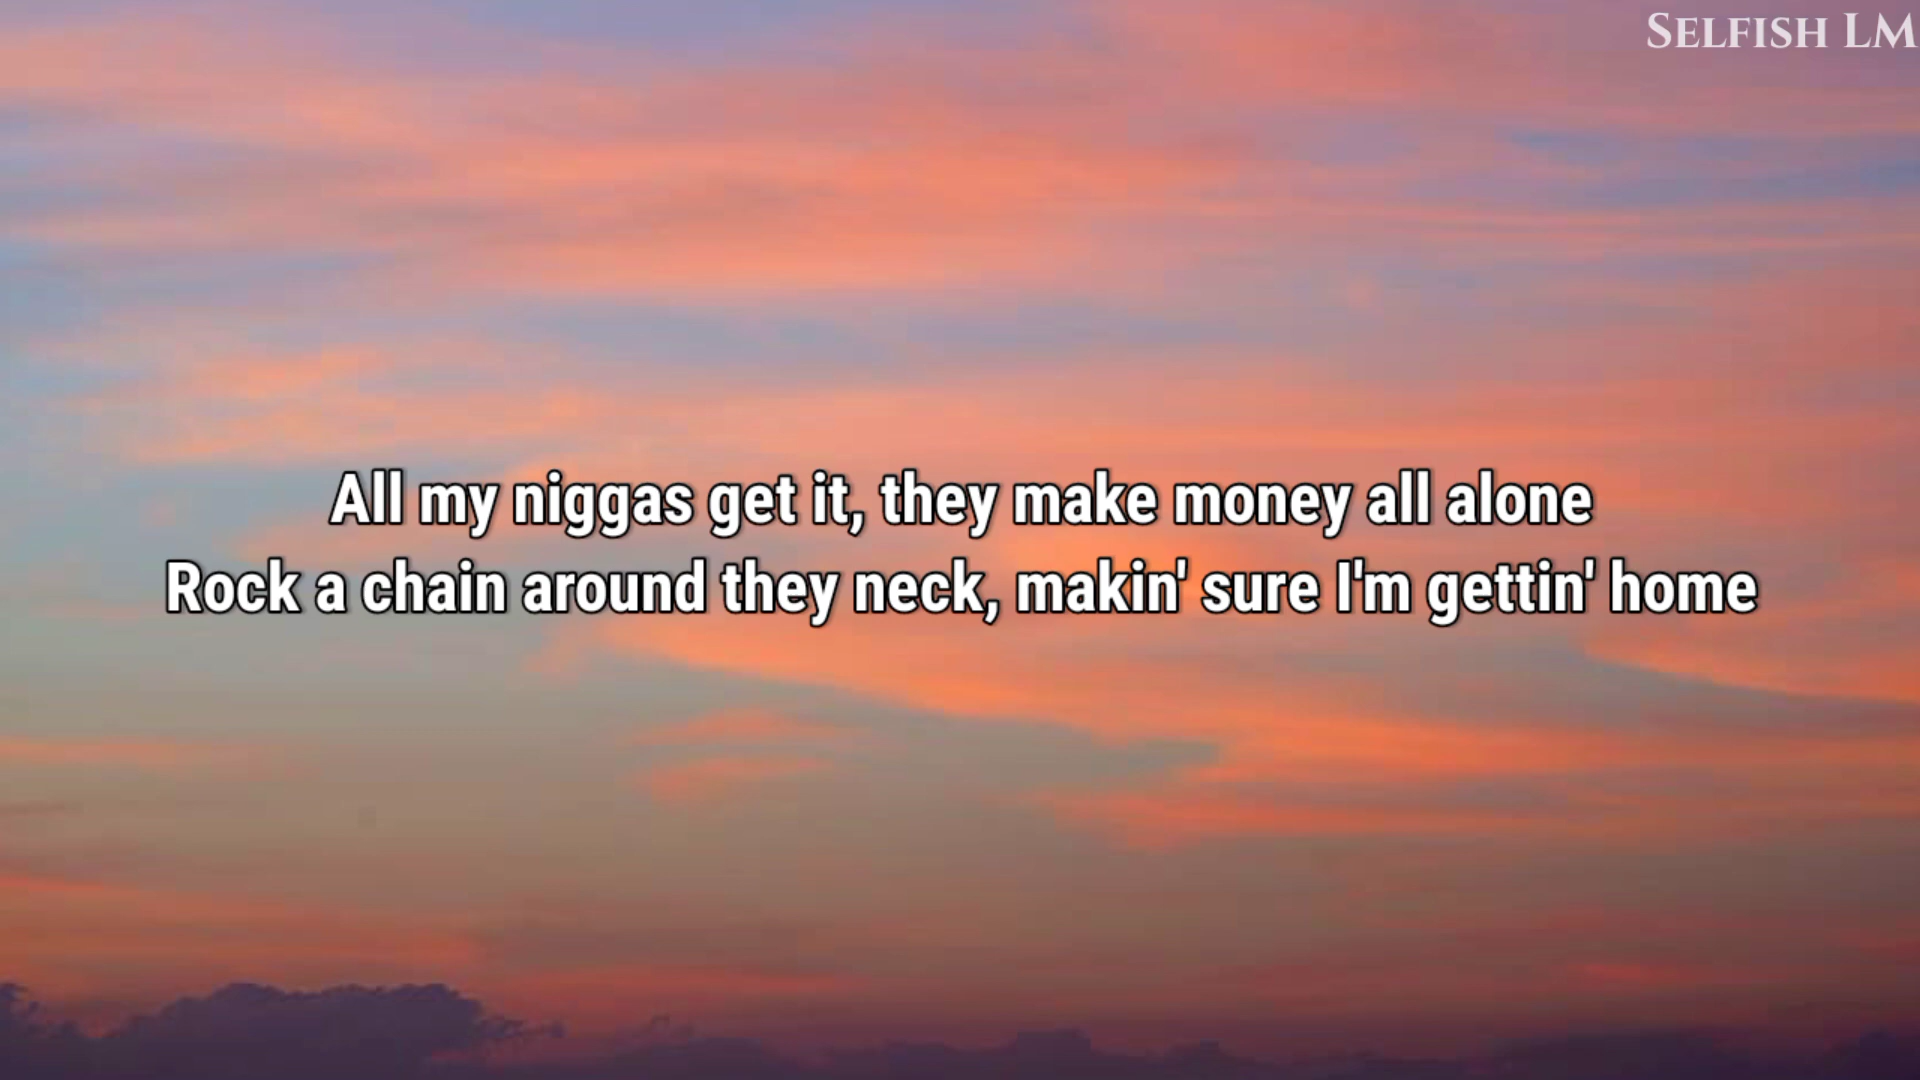 SELFISH LM
All my niggas get it, they make money all alone
Rock a chain around they neck, makin' sure I'm gettin' home